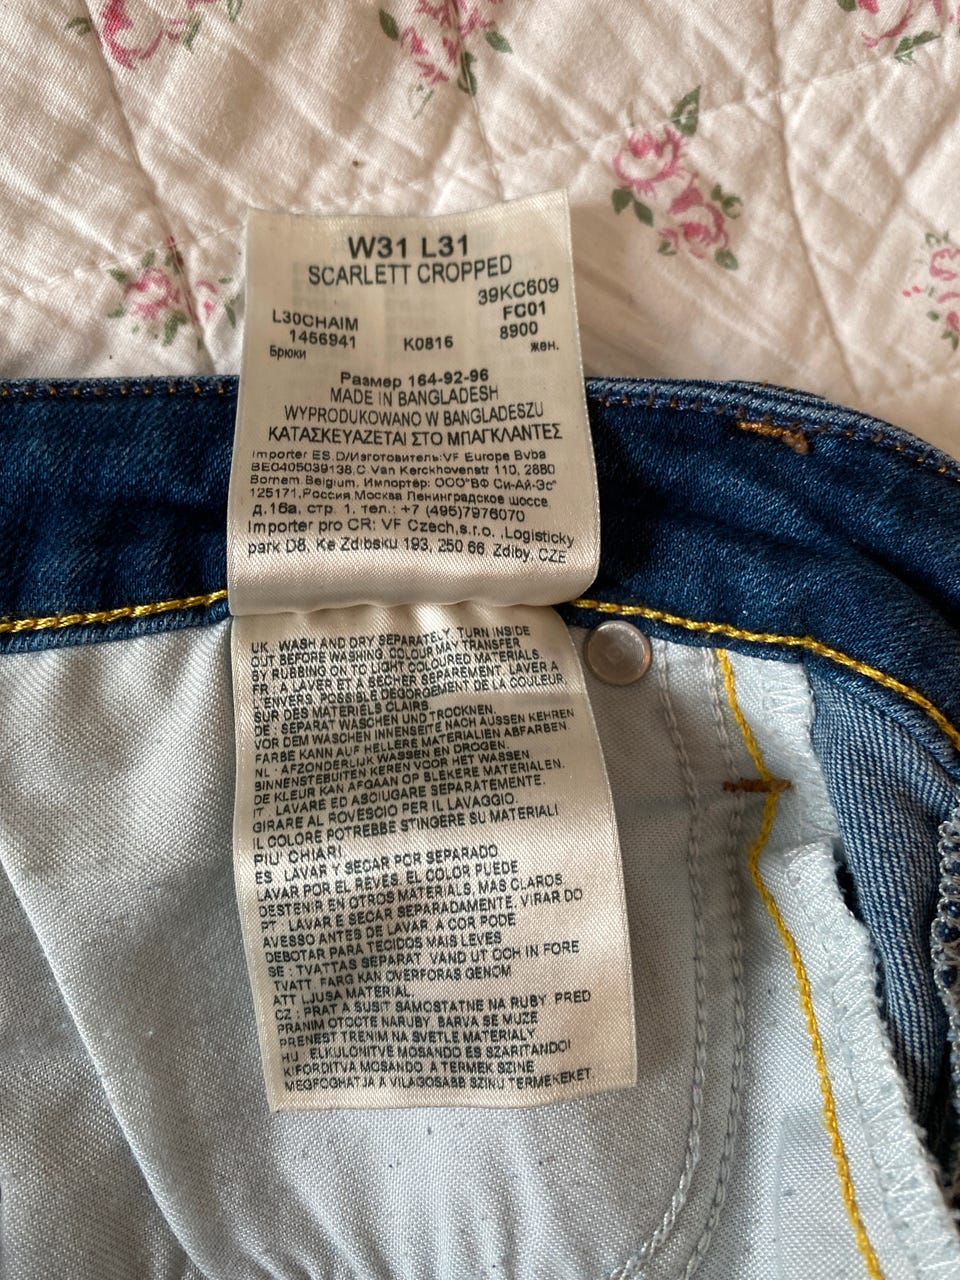 W31 L31
SCARLETT CROPPED
39KC609
L30CHAIM FC01
1456941 K0816 8900
Брюки жен.
Размер 164-92-96
MADE IN BANGLADESH
WYPRODUKOWANO W BANGLADESZU
ΚΑΤΑΣΚΕΥΑΖΕΤΑΙ ΣΤΟ ΜΠΑΓΚΛΑΝΤΕΣ
Importer ES,D/Изготовитель:VF Europe Bvba
BE0405039138,C.Van Kerckhovenstr 110, 2880
Bornem,Belgium. Импортер: ООО"ВФ Си-Ай-Эс"
125171,Россия,Москва Ленинградское шоссе,
д.16а, стр. 1, тел.: +7 (495)7976070
Importer pro CR: VF Czech,s.r.o. ,Logisticky
park D8, Ke Zdibsku 193, 250 66 Zdiby, CZE
UK : WASH AND DRY SEPARATELY. TURN INSIDE
OUT BEFORE WASHING. COLOUR MAY TRANSFER
BY RUBBING ON TO LIGHT COLOURED MATERIALS.
FR : A LAVER ET A SECHER SEPAREMENT. LAVER A
L'ENVERS. POSSIBLE DEGORGEMENT DE LA COULEUR
SUR DES MATERIELS CLAIRS.
DE : SEPARAT WASCHEN UND TROCKNEN.
VOR DEM WASCHEN INNENSEITE NACH AUSSEN KEHREN
FARBE KANN AUF HELLERE MATERIALIEN ABFARBEN
NL : AFZONDERLIJK WASSEN EN DROGEN.
BINNENSTEBUITEN KEREN VOOR HET WASSEN.
DE KLEUR KAN AFGAAN OP BLEKERE MATERIALEN.
IT : LAVARE ED ASCIUGARE SEPARATEMENTE.
GIRARE AL ROVESCIO PER IL LAVAGGIO.
IL COLORE POTREBBE STINGERE SU MATERIALI
PIU' CHIARI
ES : LAVAR Y SECAR POR SEPARADO
LAVAR POR EL REVES. EL COLOR PUEDE
DESTENIR EN OTROS MATERIALS, MAS CLAROS
PT : LAVAR E SECAR SEPARADAMENTE. VIRAR DO
AVESSO ANTES DE LAVAR. A COR PODE
DEBOTAR PARA TECIDOS MAIS LEVES
SE : TVATTAS SEPARAT. VAND UT OCH IN FORE
TVATT. FARG KAN OVERFORAS GENOM
ATT LJUSA MATERIAL.
CZ : PRAT A SUSIT SAMOSTATNE NA RUBY. PRED
PRANIM OTOCTE NARUBY. BARVA SE MUZE
PRENEST TRENIM NA SVETLE MATERIALY
HU : ELKULONITVE MOSANDO ES SZARITANDO!
KIFORDITVA MOSANDO. A TERMEK SZINE
MEGFOGHATJA A VILAGOSABB SZINU TERMEKEKET.